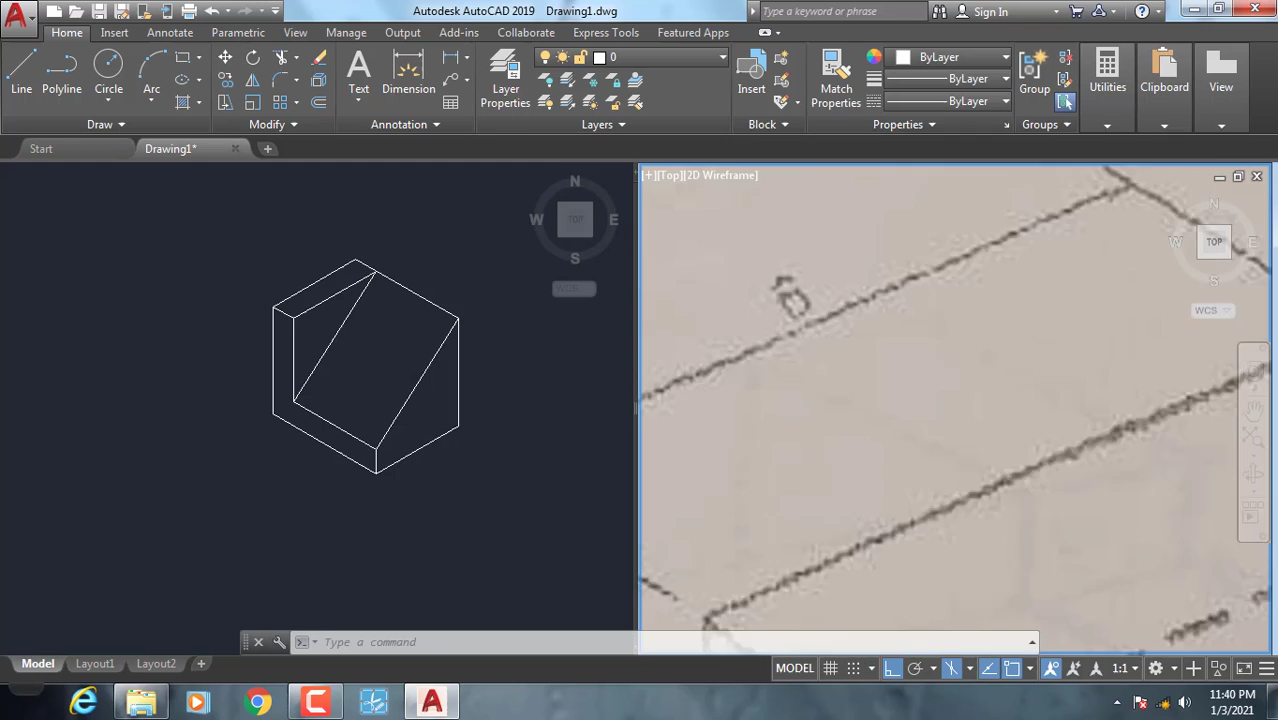 Autodesk AutoCAD 2019 Drawing1.dwg
Type a keyword or phrase
Sign In
Home Insert Annotate Parametric View Manage Output Add-ins Collaborate Express Tools Featured Apps
0
ByLayer
ByLayer
ByLayer
Line Polyline Circle Arc
Text Dimension
Layer Properties
Insert
Match Properties
Group
Utilities Clipboard View
Draw Modify Annotation Layers Block Properties Groups
Start Drawing1*
[+][Top][2D Wireframe]
N
W TOP E
S
WCS
N
W TOP E
S
WCS
Type a command
Model Layout1 Layout2
MODEL 1:1
11:40 PM
1/3/2021